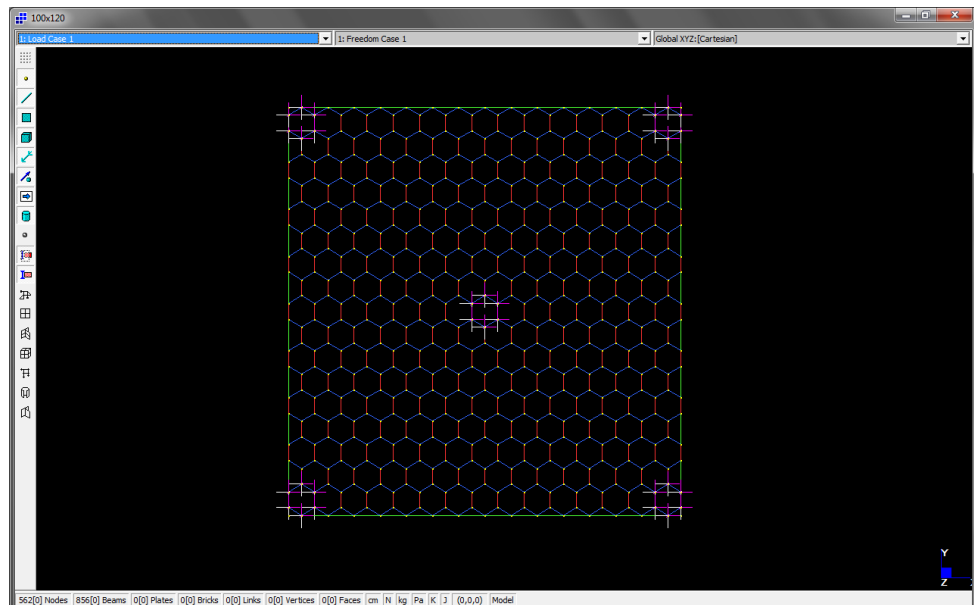 100x120
1: Load Case 1
1: Freedom Case 1
Global XYZ:[Cartesian]
Y
Z
562[0] Nodes 856[0] Beams 0[0] Plates 0[0] Bricks 0[0] Links 0[0] Vertices 0[0] Faces cm N kg Pa K J (0,0,0) Model